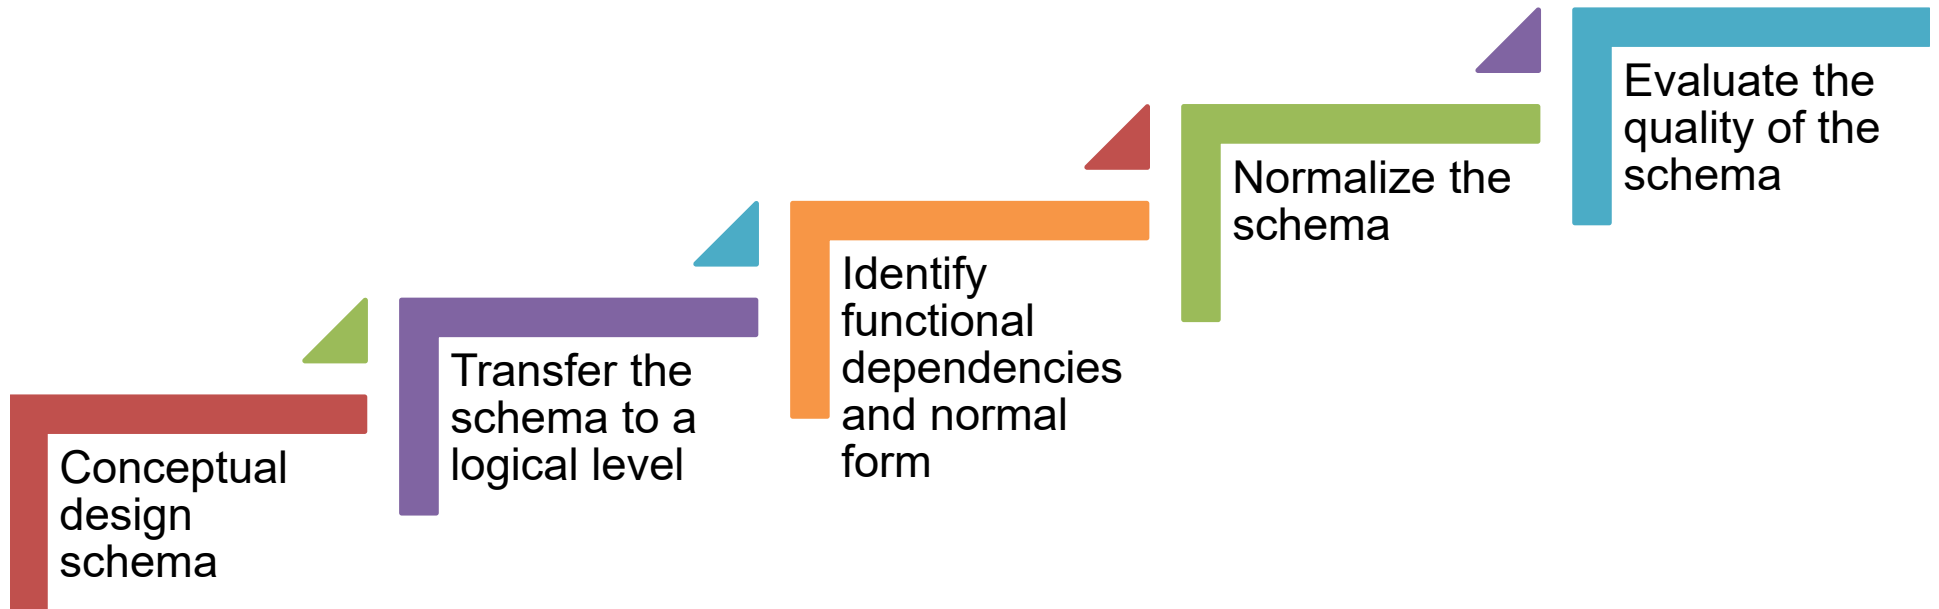 Conceptual
design
schema
Transfer the
schema to a
logical level
Identify
functional
dependencies
and normal
form
Normalize the
schema
Evaluate the
quality of the
schema